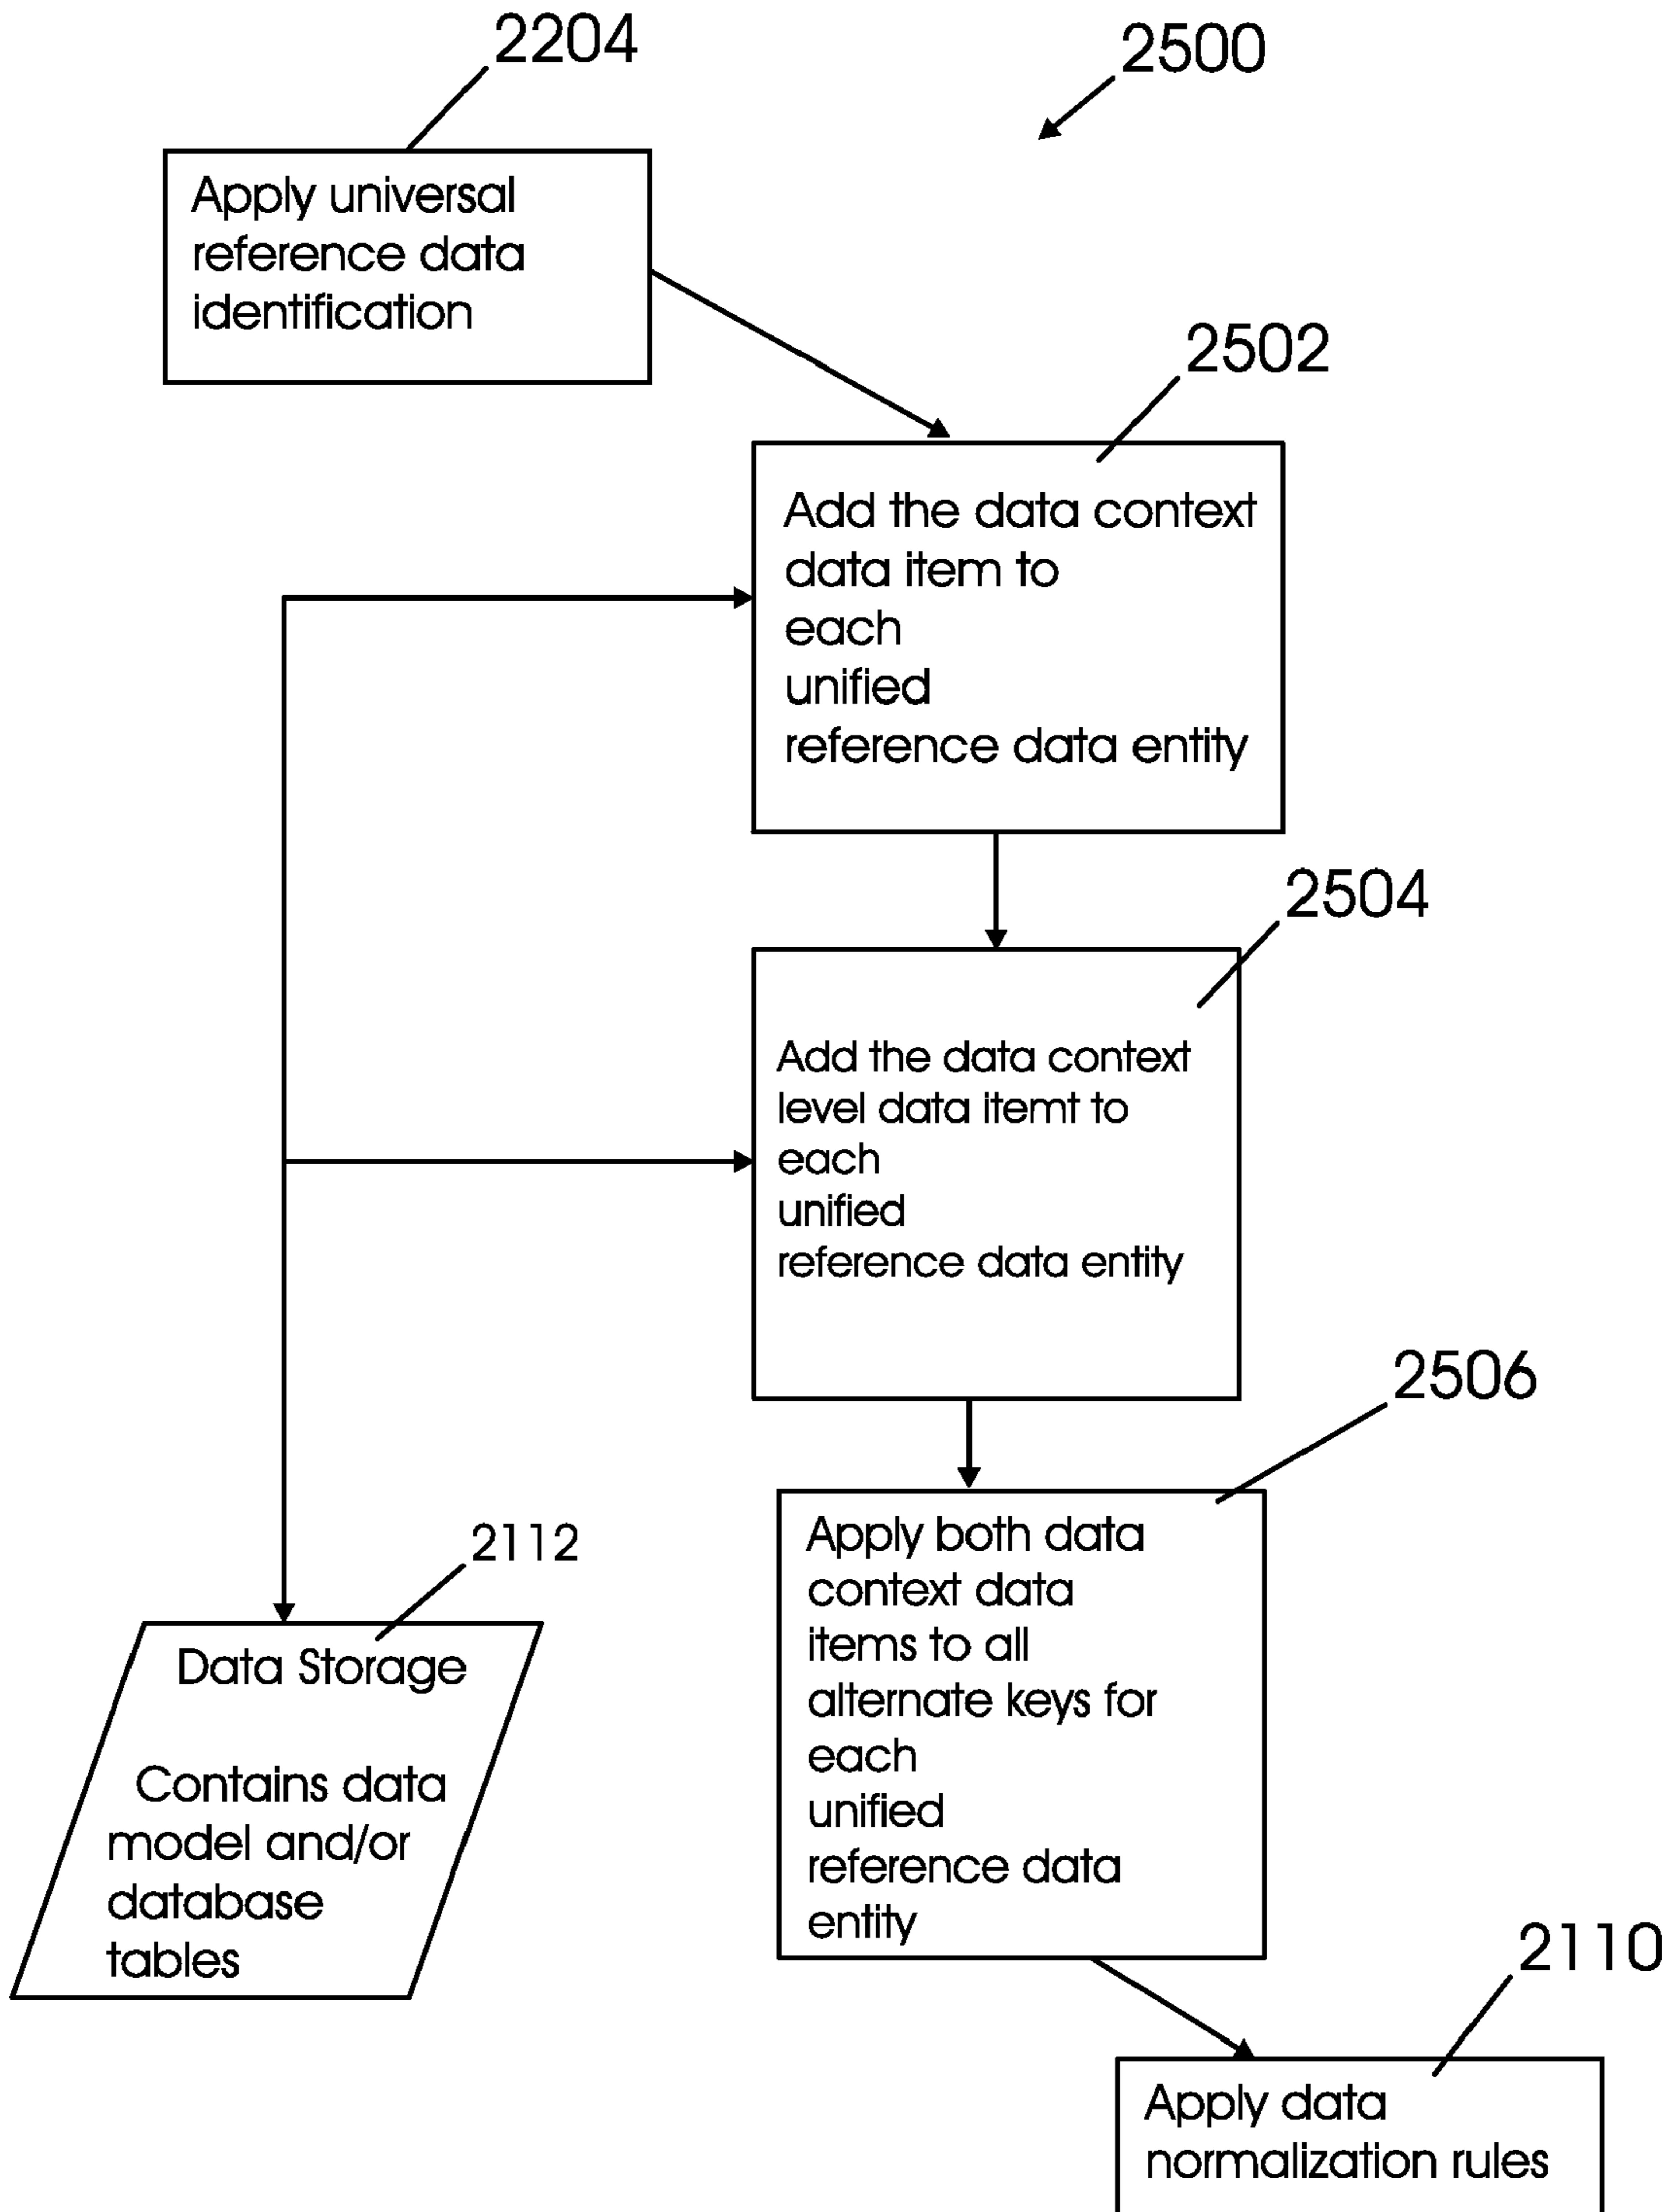 2204
2500
Apply universal
reference data
identification
2502
Add the data context
data item to
each
unified
reference data entity
2504
Add the data context
level data itemt to
each
unified
reference data entity
2506
Apply both data
context data
items to all
alternate keys for
each
unified
reference data
entity
2112
Data Storage
Contains data
model and/or
database
tables
2110
Apply data
normalization rules